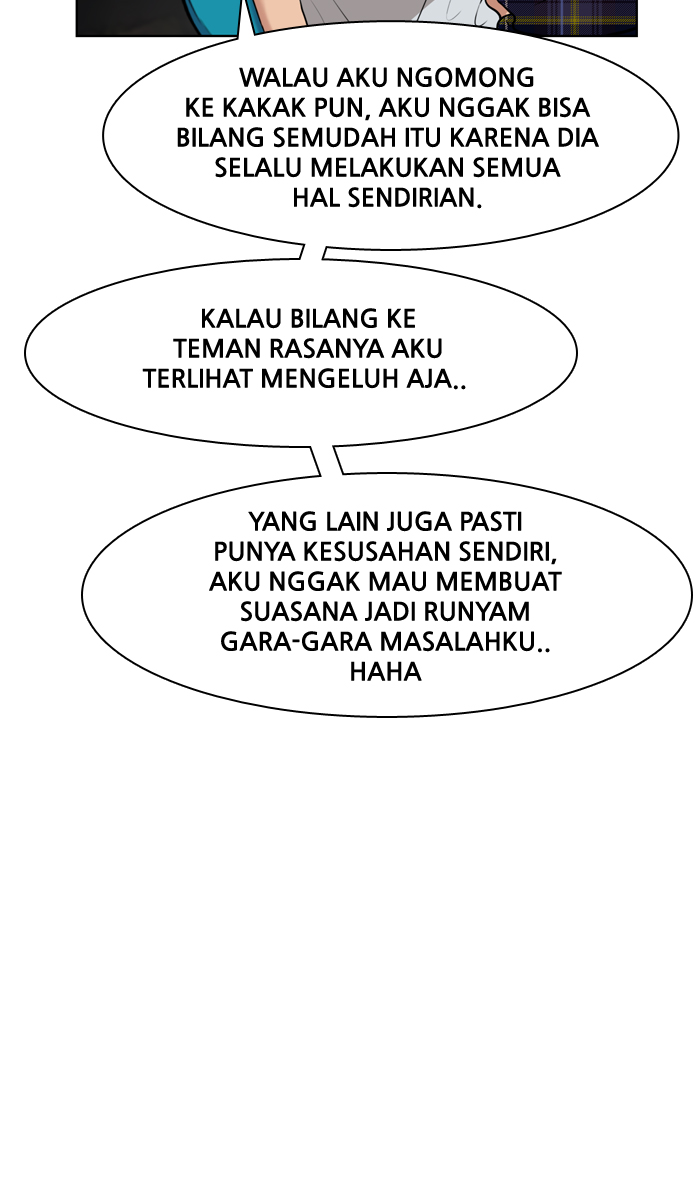 WALAU AKU NGOMONG
KE KAKAK PUN, AKU NGGAK BISA
BILANG SEMUDAH ITU KARENA DIA
SELALU MELAKUKAN SEMUA
HAL SENDIRIAN.
KALAU BILANG KE
TEMAN RASANYA AKU
TERLIHAT MENGELUH AJA..
YANG LAIN JUGA PASTI
PUNYA KESUSAHAN SENDIRI,
AKU NGGAK MAU MEMBUAT
SUASANA JADI RUNYAM
GARA-GARA MASALAHKU..
HAHA